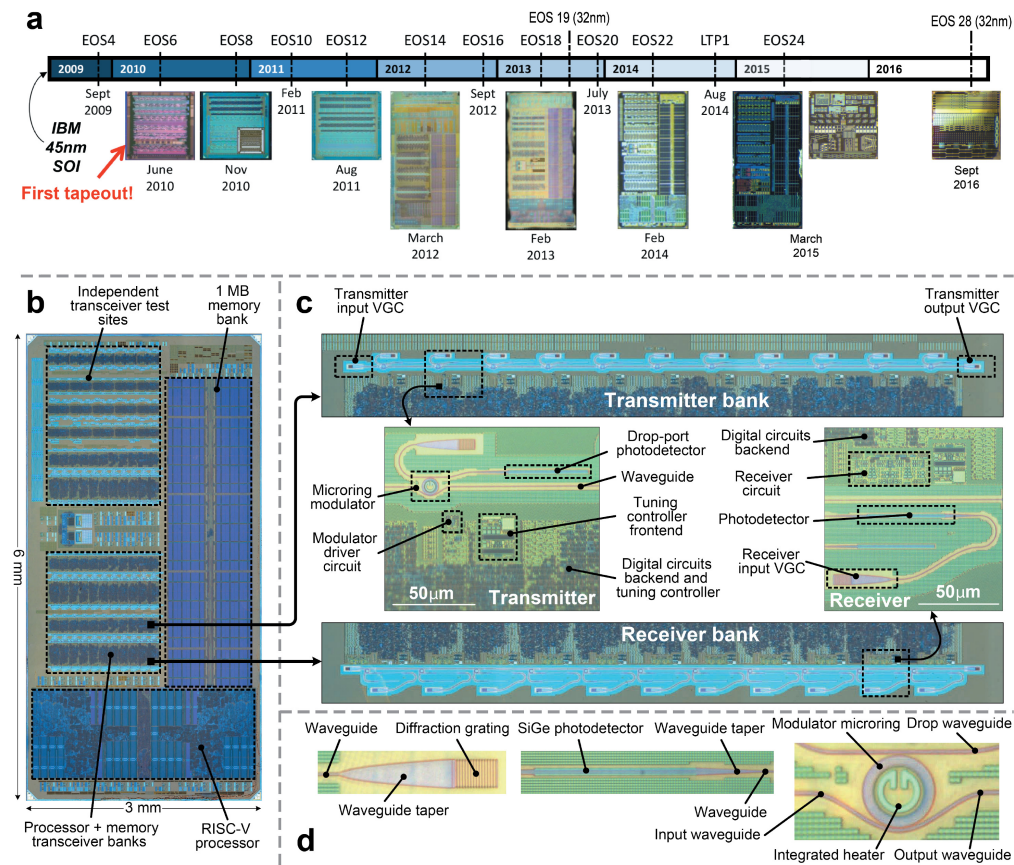 a
EOS 19 (32nm)
EOS 28 (32nm)
EOS4 EOS6 EOS8 EOS10 EOS12 EOS14 EOS16 EOS18 EOS20 EOS22 LTP1 EOS24
2009 2010 2011 2012 2013 2014 2015 2016
Sept
2009
Feb
2011
Sept
2012
July
2013
Aug
2014
IBM
45nm
SOI
First tapeout!
June
2010
Nov
2010
Aug
2011
March
2012
Feb
2013
Feb
2014
March
2015
Sept
2016
b
Independent
transceiver test
sites
1 MB
memory
bank
6 mm
3 mm
Processor + memory
transceiver banks
RISC-V
processor
c
Transmitter
input VGC
Transmitter
output VGC
Transmitter bank
Drop-port
photodetector
Waveguide
Microring
modulator
Tuning
controller
frontend
Modulator
driver
circuit
Digital circuits
backend and
tuning controller
50μm
Transmitter
Digital circuits
backend
Receiver
circuit
Photodetector
Receiver
input VGC
50μm
Receiver
Receiver bank
d
Waveguide
Diffraction grating
Waveguide taper
SiGe photodetector
Waveguide taper
Waveguide
Modulator microring
Drop waveguide
Input waveguide
Integrated heater
Output waveguide